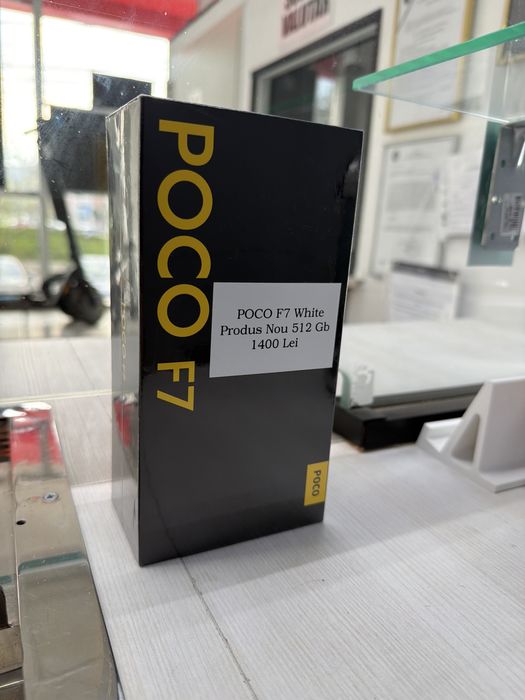 POCO F7
POCO F7 White
Produs Nou 512 Gb
1400 Lei
POCO